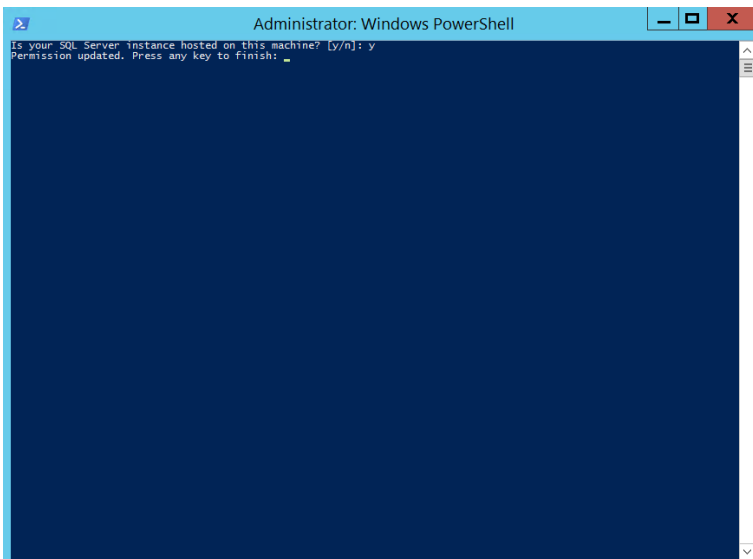 Administrator: Windows PowerShell
Is your SQL Server instance hosted on this machine? [y/n]: y
Permission updated. Press any key to finish: